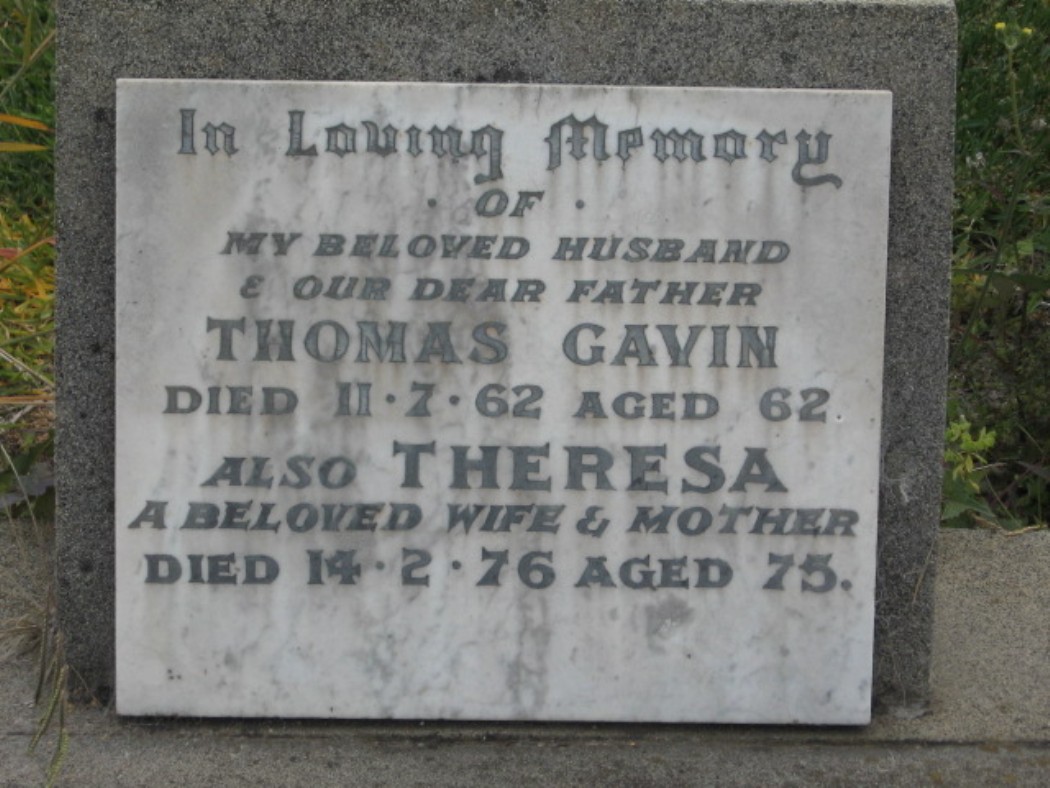 In Loving Memory
· OF ·
MY BELOVED HUSBAND
& OUR DEAR FATHER
THOMAS GAVIN
DIED 11·7·62 AGED 62.
ALSO THERESA
A BELOVED WIFE & MOTHER
DIED 14·2·76 AGED 75.